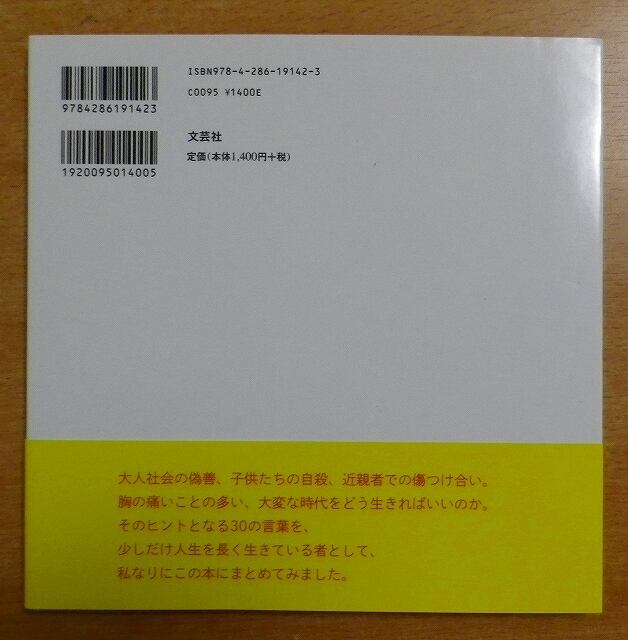 ISBN978-4-286-19142-3
C0095 ¥1400E
9784286191423
文芸社
定価(本体1,400円+税)
1920095014005
大人社会の偽善、子供たちの自殺、近親者での傷つけ合い。
胸の痛いことの多い、大変な時代をどう生きればいいのか。
そのヒントとなる30の言葉を、
少しだけ人生を長く生きている者として、
私なりにこの本にまとめてみました。